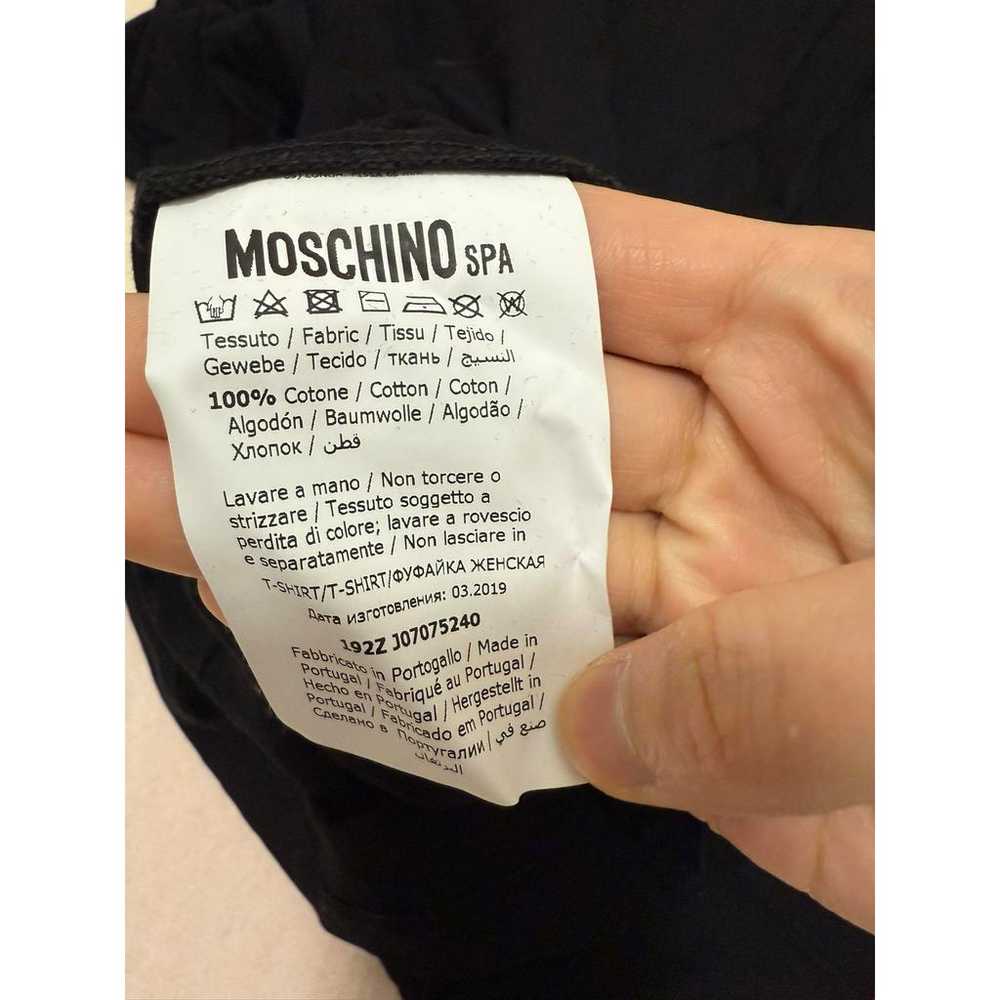 MOSCHINO SPA
Tessuto / Fabric / Tissu / Tejido /
Gewebe / Tecido / ткань / النسيج
100% Cotone / Cotton / Coton /
Algodón / Baumwolle / Algodão /
Хлопок / قطن
Lavare a mano / Non torcere o
strizzare / Tessuto soggetto a
perdita di colore; lavare a rovescio
e separatamente / Non lasciare in
T-SHIRT/T-SHIRT/ФУФАЙКА ЖЕНСКАЯ
Дата изготовления: 03.2019
192Z J07075240
Fabbricato in Portogallo / Made in
Portugal / Fabriqué au Portugal /
Hecho en Portugal / Hergestellt in
Portugal / Fabricado em Portugal /
Сделано в Португалии / صنع في
البرتغال